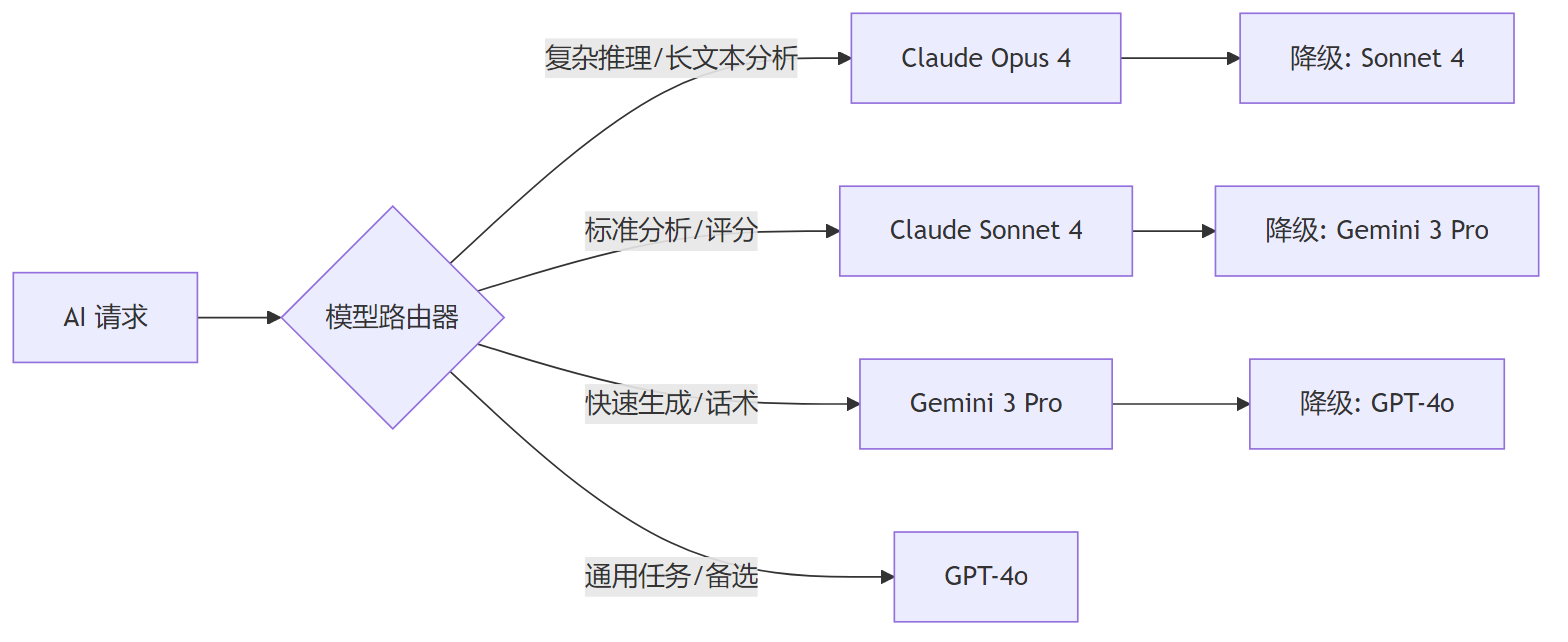 AI 请求
模型路由器
复杂推理/长文本分析
Claude Opus 4
降级: Sonnet 4
标准分析/评分
Claude Sonnet 4
降级: Gemini 3 Pro
快速生成/话术
Gemini 3 Pro
降级: GPT-4o
通用任务/备选
GPT-4o